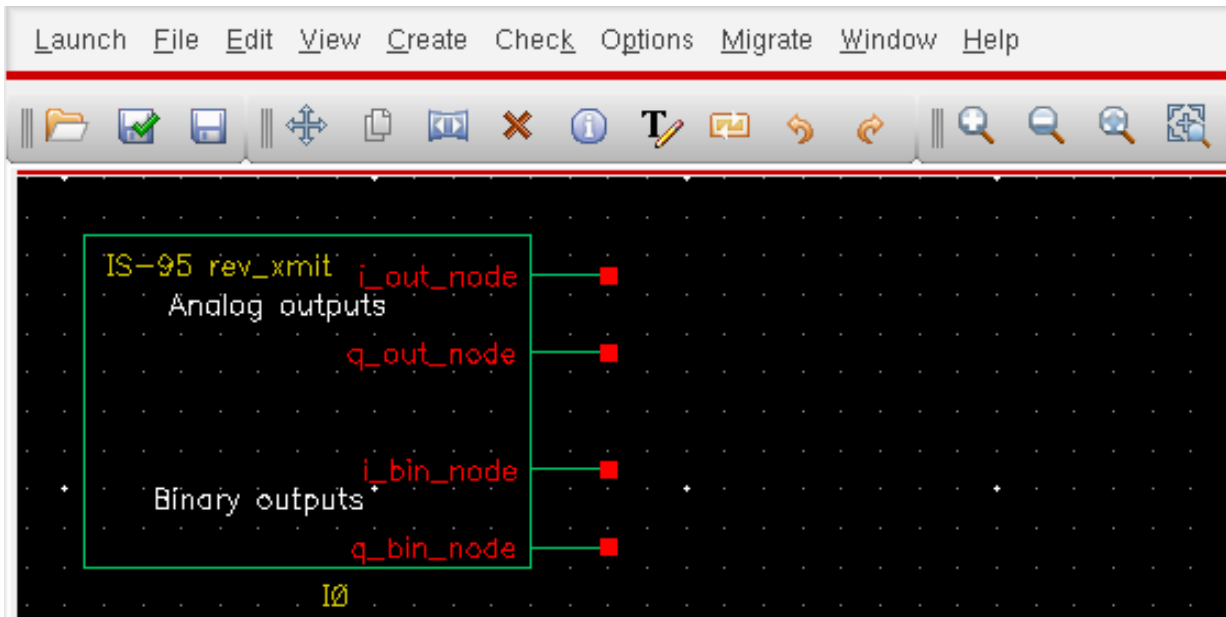 Launch File Edit View Create Check Options Migrate Window Help
IS-95 rev_xmit i_out_node
Analog outputs
q_out_node
i_bin_node
Binary outputs
q_bin_node
I0